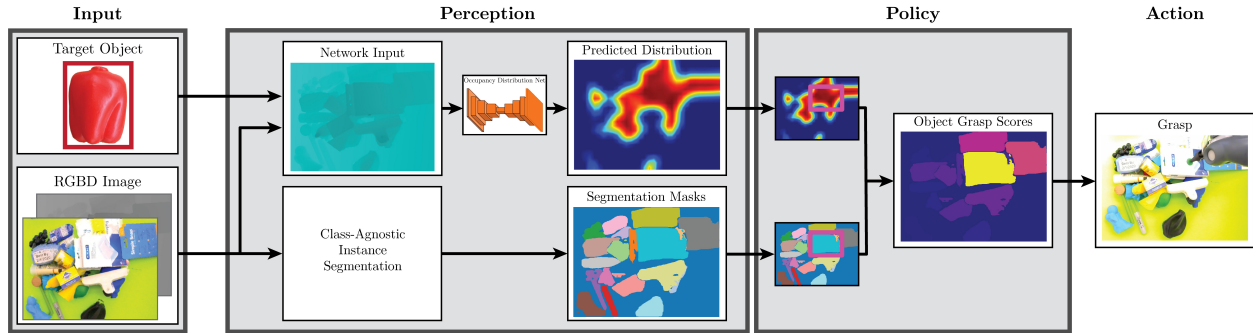 Input
Perception
Policy
Action
Target Object
Network Input
Occupancy Distribution Net
Predicted Distribution
Object Grasp Scores
Grasp
RGBD Image
Class-Agnostic
Instance
Segmentation
Segmentation Masks